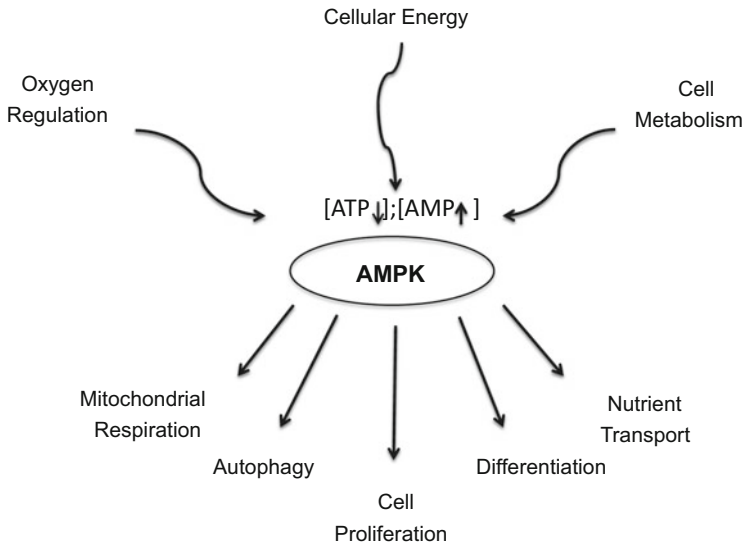 Cellular Energy
Oxygen
Regulation
Cell
Metabolism
[ATP↓];[AMP↑ ]
AMPK
Mitochondrial
Respiration
Autophagy
Cell
Proliferation
Differentiation
Nutrient
Transport